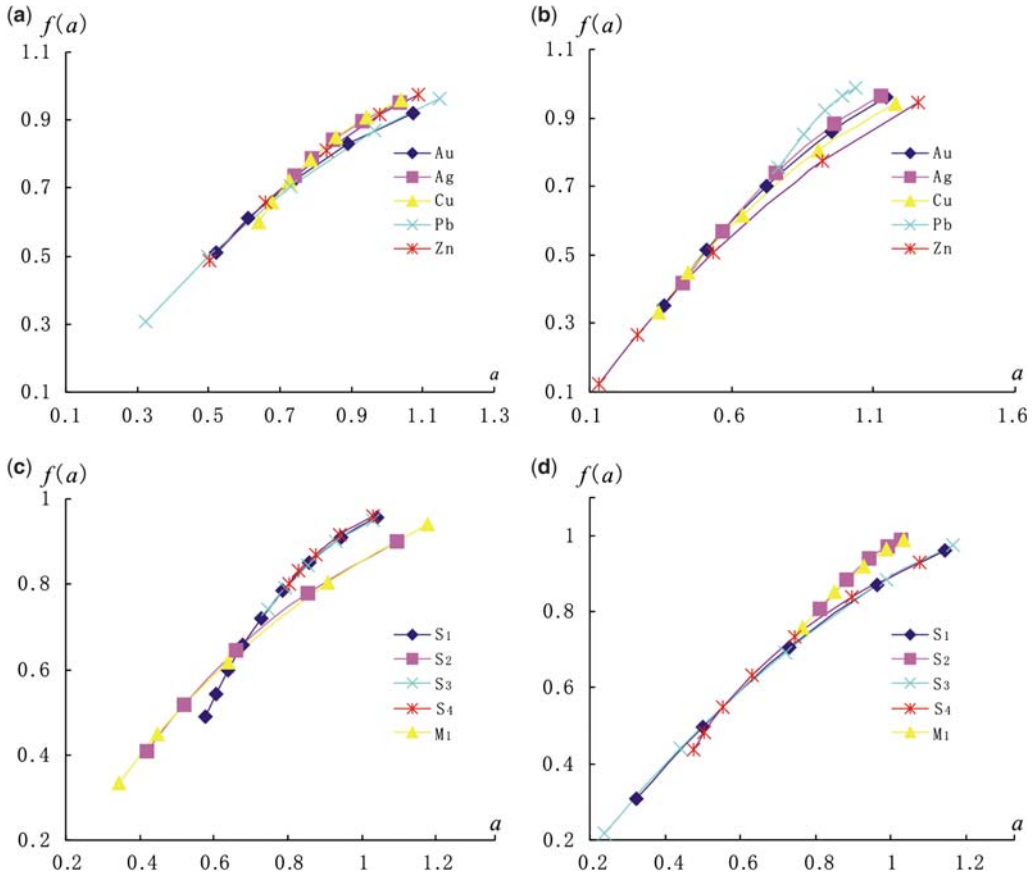 (a)
f(a)
1.1
0.9
0.7
0.5
0.3
0.1
0.1 0.3 0.5 0.7 0.9 1.1 1.3
a
Au
Ag
Cu
Pb
Zn
(b)
f(a)
1.1
0.9
0.7
0.5
0.3
0.1
0.1 0.6 1.1 1.6
a
Au
Ag
Cu
Pb
Zn
(c)
f(a)
1
0.8
0.6
0.4
0.2
0.2 0.4 0.6 0.8 1 1.2
a
S1
S2
S3
S4
M1
(d)
f(a)
1
0.8
0.6
0.4
0.2
0.2 0.4 0.6 0.8 1 1.2
a
S1
S2
S3
S4
M1